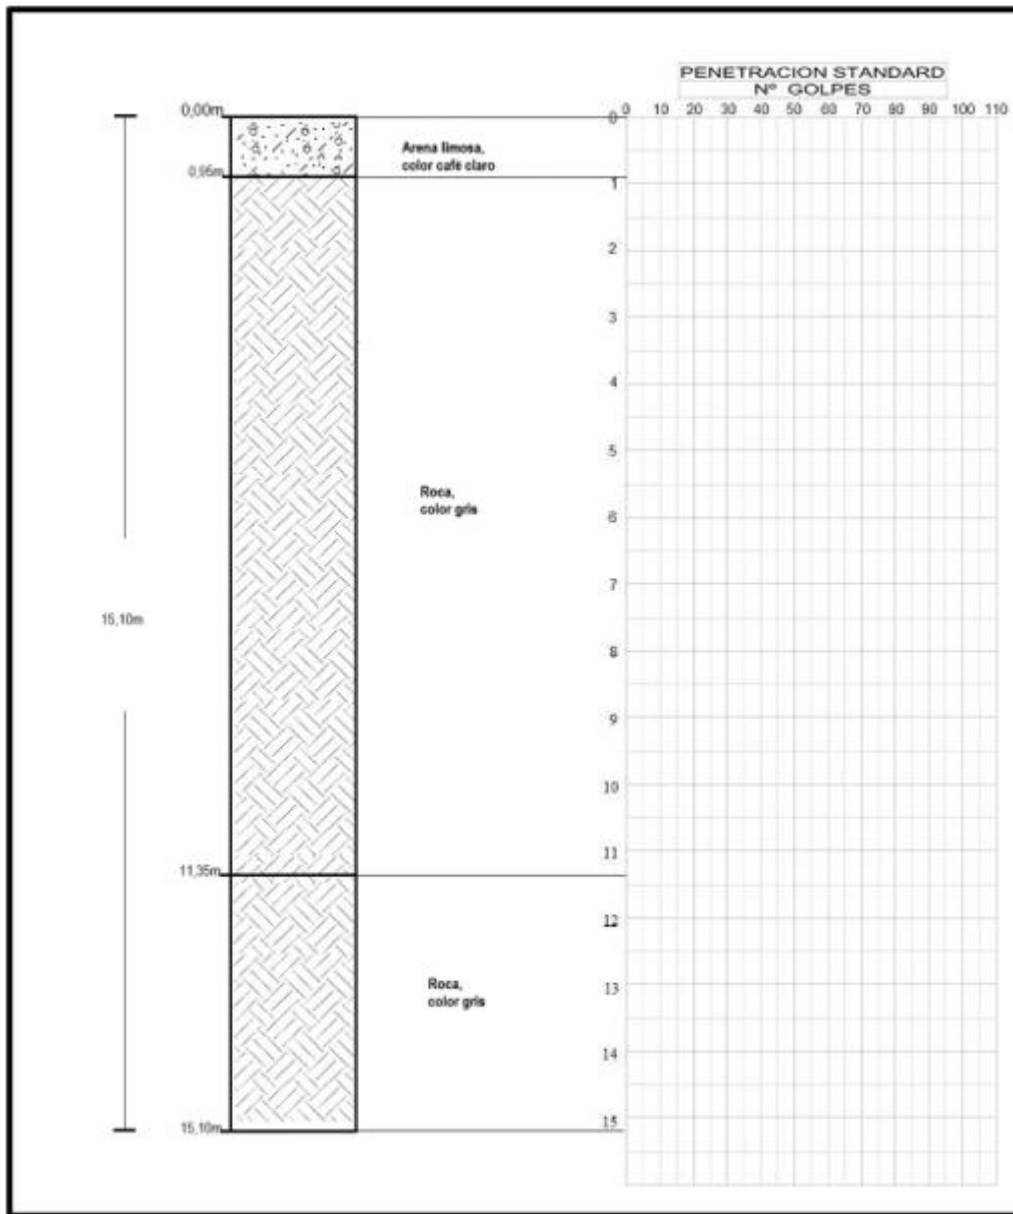 PENETRACION STANDARD
Nº GOLPES
0 10 20 30 40 50 60 70 80 90 100 110
0,00m
0
Arena limosa,
color café claro
0,95m
1
2
3
4
5
Roca,
color gris
6
7
15,10m
8
9
10
11
11,35m
12
Roca,
color gris
13
14
15
15,10m